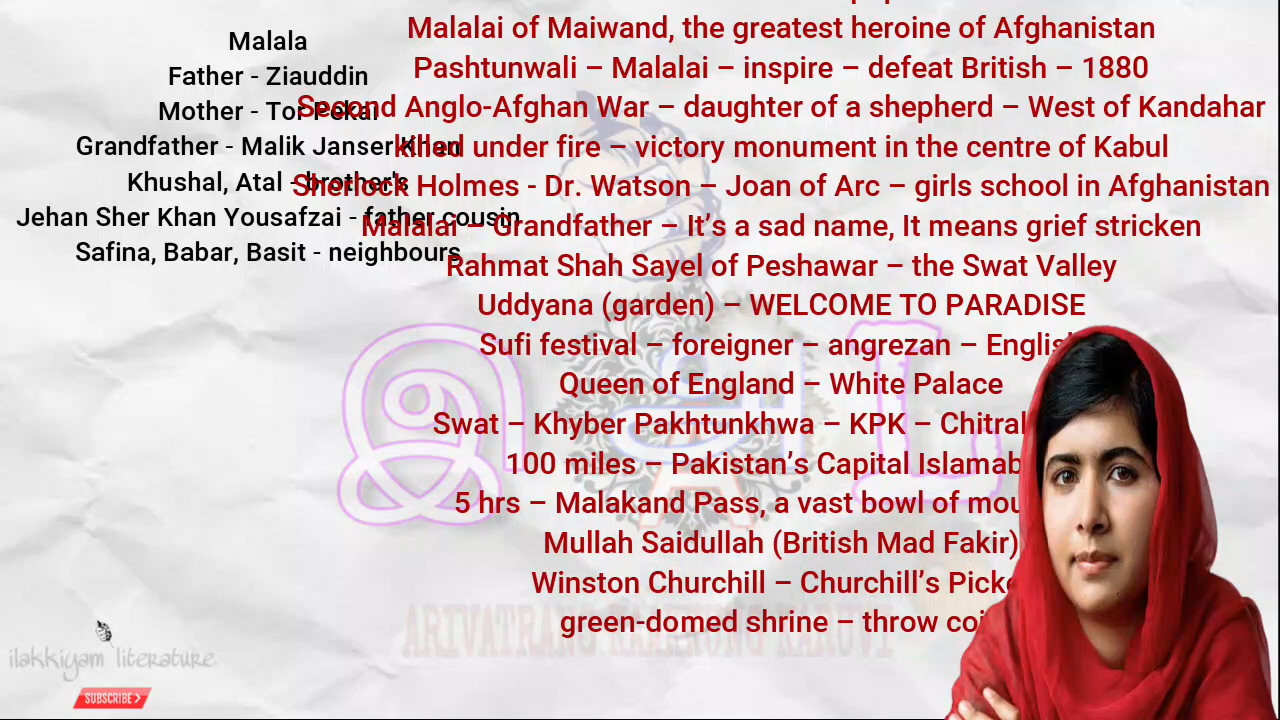 Malala
Father - Ziauddin
Mother - Tor Pekai
Grandfather - Malik Janser Khan
Khushal, Atal - brother's
Jehan Sher Khan Yousafzai - father cousin
Safina, Babar, Basit - neighbours
Malalai of Maiwand, the greatest heroine of Afghanistan
Pashtunwali – Malalai – inspire – defeat British – 1880
Second Anglo-Afghan War – daughter of a shepherd – West of Kandahar
killed under fire – victory monument in the centre of Kabul
Sherlock Holmes - Dr. Watson – Joan of Arc – girls school in Afghanistan
Malalai – Grandfather – It’s a sad name, It means grief stricken
Rahmat Shah Sayel of Peshawar – the Swat Valley
Uddyana (garden) – WELCOME TO PARADISE
Sufi festival – foreigner – angrezan –
Queen of England – White Palace
Swat – Khyber Pakhtunkhwa – KPK – Chitral
100 miles – Pakistan’s Capital
5 hrs – Malakand Pass, a vast bowl of
Mullah Saidullah (British Mad Fakir)
Winston Churchill – Churchill’s
green-domed shrine – throw
இ
L
ARIVATRANG
KARUVI
ilakkiyam literature
SUBSCRIBE >